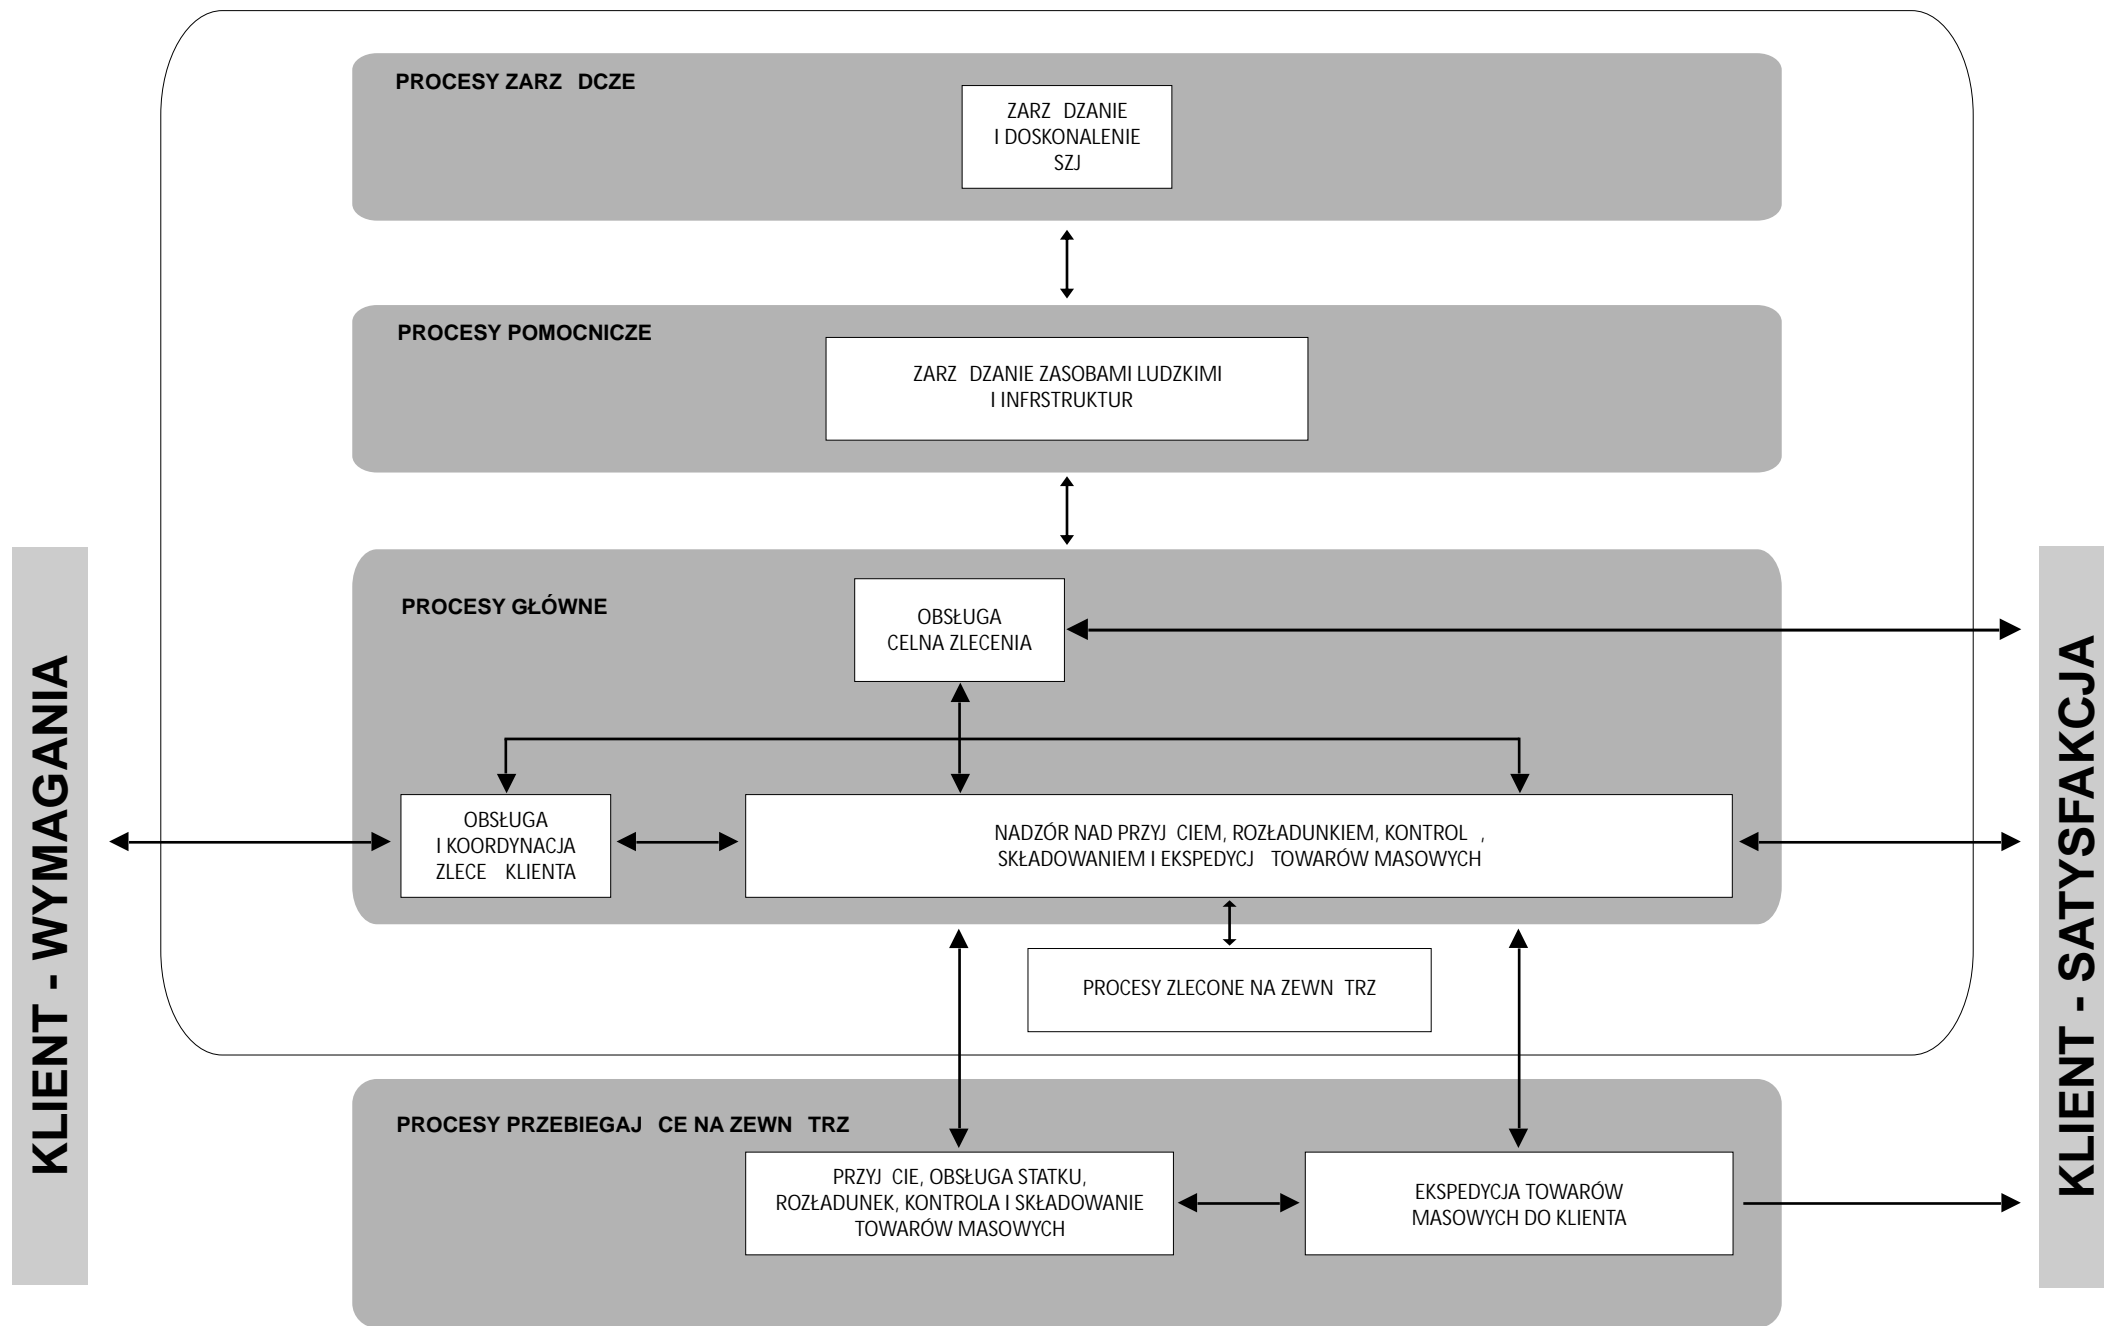 PROCESY ZARZ DCZE
ZARZ DZANIE
I DOSKONALENIE
SZJ
PROCESY POMOCNICZE
ZARZ DZANIE ZASOBAMI LUDZKIMI
I INFRSTRUKTUR
PROCESY GŁÓWNE
OBSŁUGA
CELNA ZLECENIA
KLIENT - WYMAGANIA
KLIENT - SATYSFAKCJA
OBSŁUGA
I KOORDYNACJA
ZLECE KLIENTA
NADZÓR NAD PRZYJ CIEM, ROZŁADUNKIEM, KONTROL ,
SKŁADOWANIEM I EKSPEDYCJ TOWARÓW MASOWYCH
PROCESY ZLECONE NA ZEWN TRZ
PROCESY PRZEBIEGAJ CE NA ZEWN TRZ
PRZYJ CIE, OBSŁUGA STATKU,
ROZŁADUNEK, KONTROLA I SKŁADOWANIE
TOWARÓW MASOWYCH
EKSPEDYCJA TOWARÓW
MASOWYCH DO KLIENTA